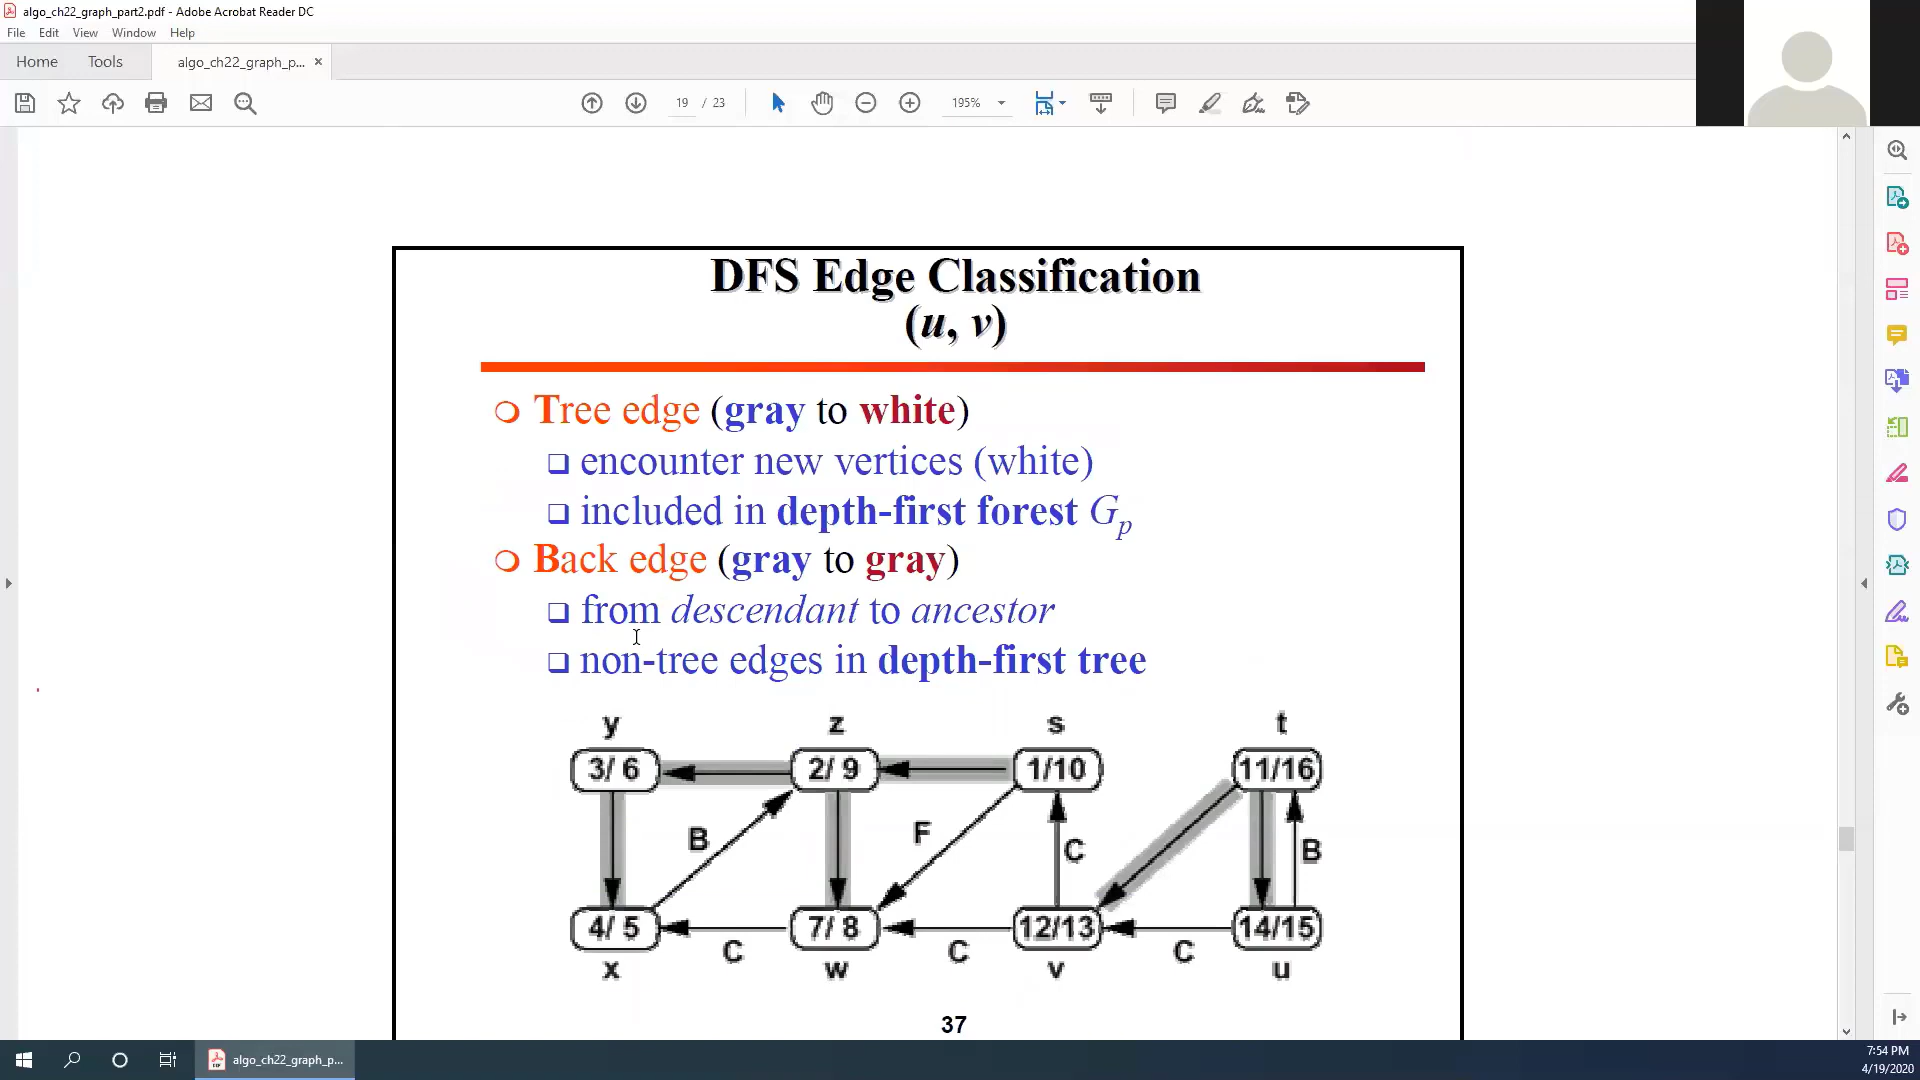 algo_ch22_graph_part2.pdf - Adobe Acrobat Reader DC
File Edit View Window Help
Home Tools algo_ch22_graph_p... ×
19 / 23 195%
DFS Edge Classification
(u, v)
Tree edge (gray to white)
encounter new vertices (white)
included in depth-first forest Gp
Back edge (gray to gray)
from descendant to ancestor
non-tree edges in depth-first tree
y z s t
3/ 6 2/ 9 1/10 11/16
B F C B
4/ 5 7/ 8 12/13 14/15
C C C
x w v u
37
algo_ch22_graph_p...
7:54 PM
4/19/2020